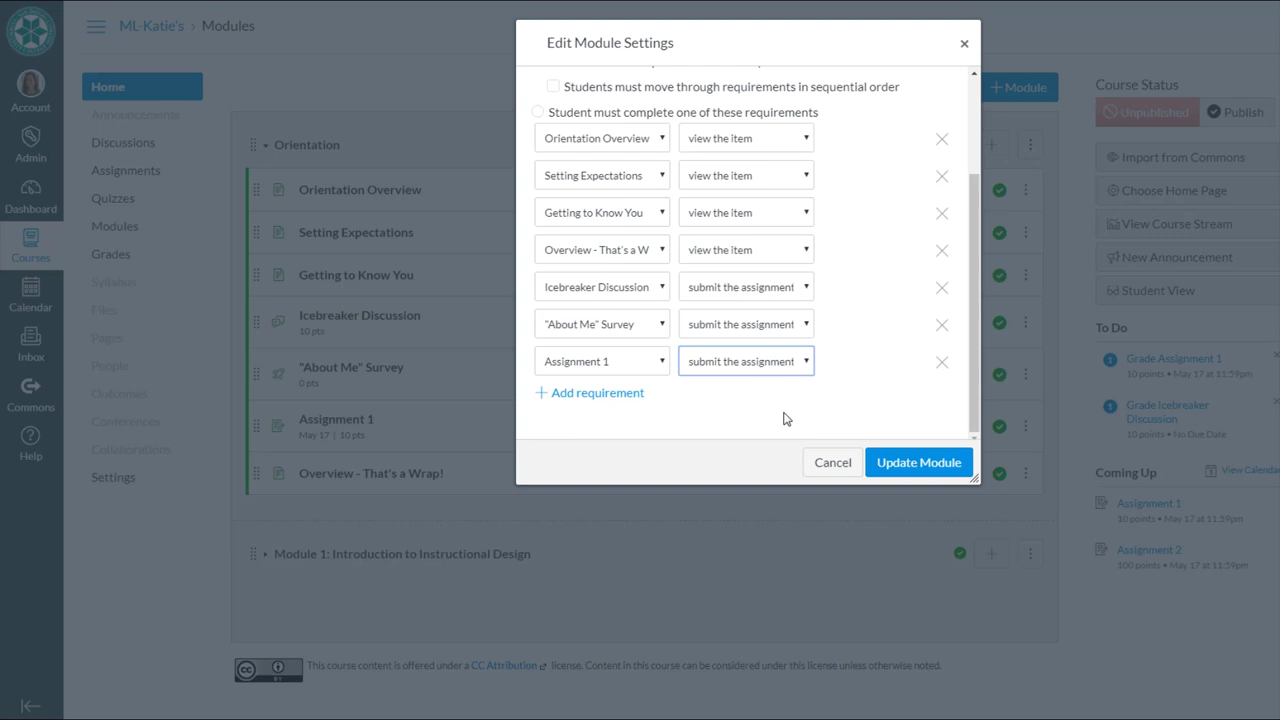 ML-Katie's › Modules
Account
Admin
Dashboard
Courses
Calendar
Inbox
Commons
Help
Home
Announcements
Discussions
Assignments
Quizzes
Modules
Grades
Syllabus
Files
People
Outcomes
Conferences
Collaborations
Settings
+ Module
Orientation
Orientation Overview
Setting Expectations
Getting to Know You
Icebreaker Discussion
10 pts
"About Me" Survey
0 pts
Assignment 1
May 17 | 10 pts
Overview - That's a Wrap!
Module 1: Introduction to Instructional Design
This course content is offered under a CC Attribution license. Content in this course can be considered under this license unless otherwise noted.
Edit Module Settings
Students must move through requirements in sequential order
Student must complete one of these requirements
Orientation Overview view the item
Setting Expectations view the item
Getting to Know You view the item
Overview - That's a W view the item
Icebreaker Discussion submit the assignment
"About Me" Survey submit the assignment
Assignment 1 submit the assignment
+ Add requirement
Cancel Update Module
Course Status
Unpublished Publish
Import from Commons
Choose Home Page
View Course Stream
New Announcement
Student View
To Do
1 Grade Assignment 1
10 points • May 17 at 11:59pm
1 Grade Icebreaker
Discussion
10 points • No Due Date
Coming Up View Calenda
Assignment 1
10 points • May 17 at 11:59pm
Assignment 2
100 points • May 17 at 11:59pm